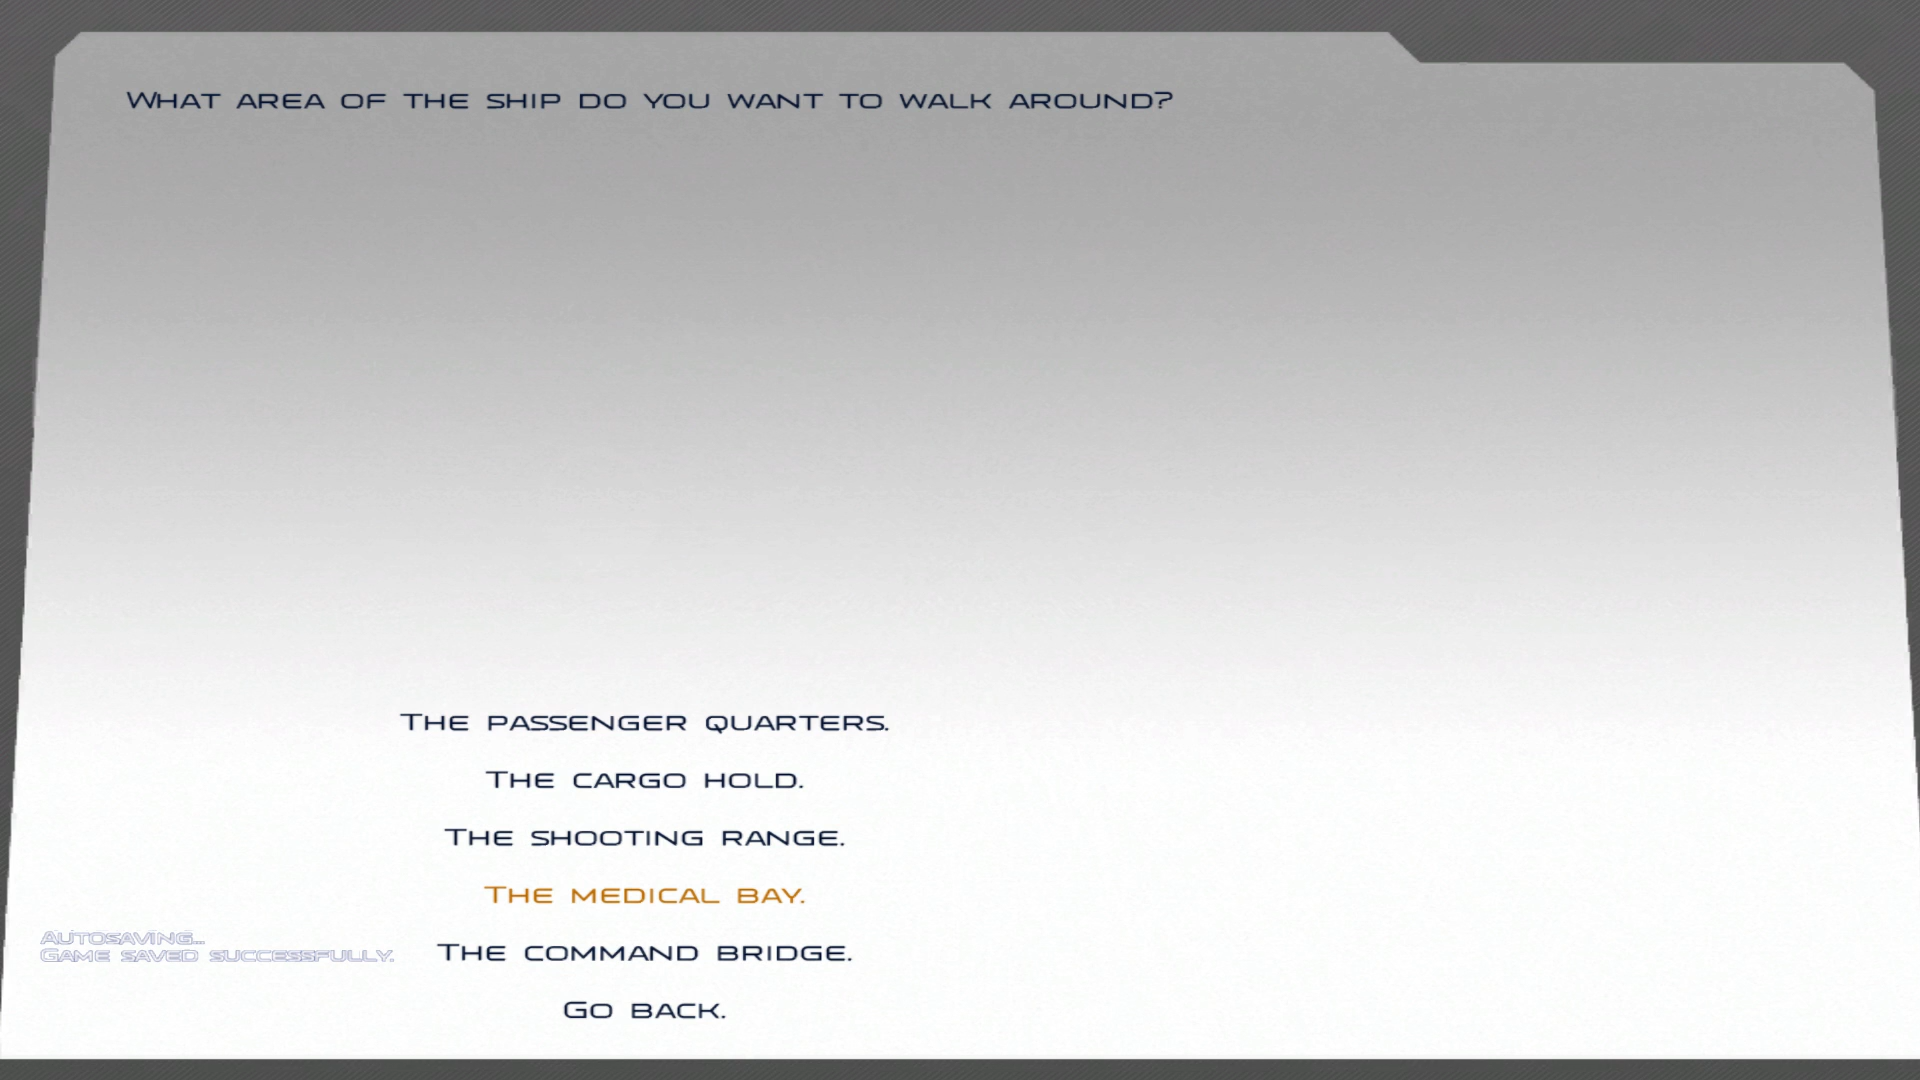 What area of the ship do you want to walk around?
The passenger quarters.
The cargo hold.
The shooting range.
The medical bay.
Autosaving...
Game saved successfully.
The command bridge.
Go back.